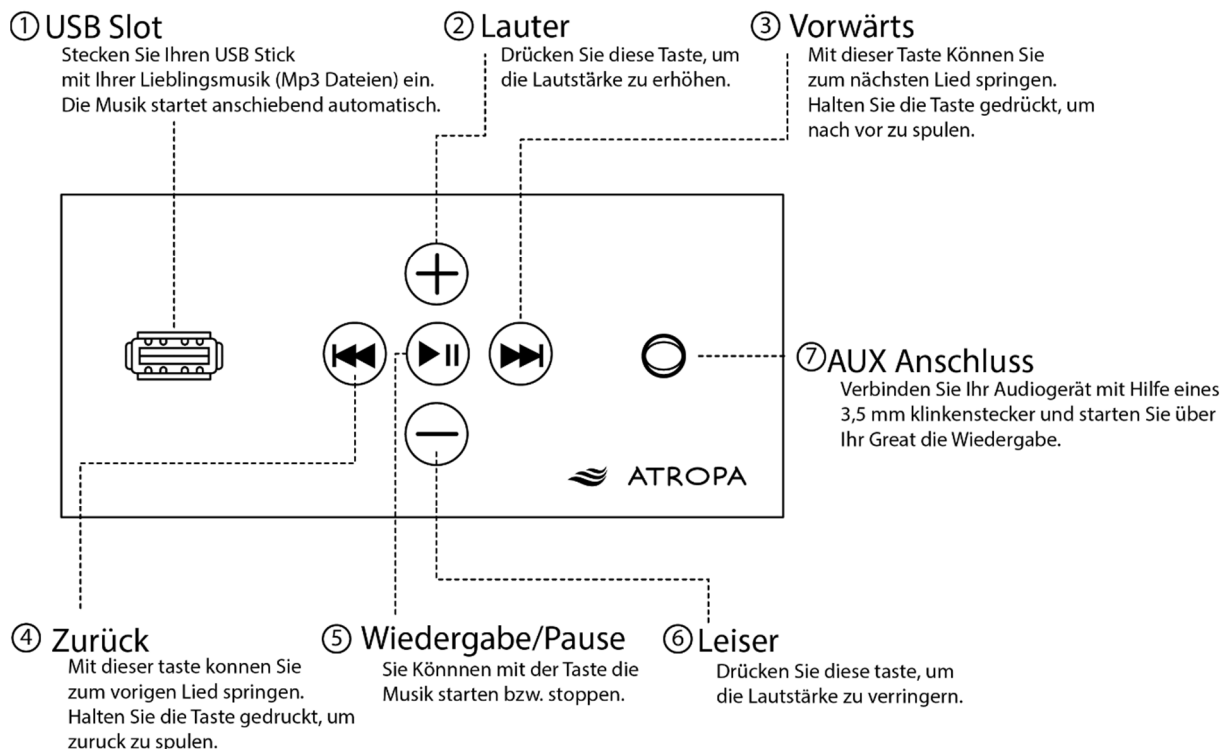 ① USB Slot
Stecken Sie Ihren USB Stick
mit Ihrer Lieblingsmusik (Mp3 Dateien) ein.
Die Musik startet anschiebend automatisch.
② Lauter
Drücken Sie diese Taste, um
die Lautstärke zu erhöhen.
③ Vorwärts
Mit dieser Taste Können Sie
zum nächsten Lied springen.
Halten Sie die Taste gedrückt, um
nach vor zu spulen.
⑦ AUX Anschluss
Verbinden Sie Ihr Audiogerät mit Hilfe eines
3,5 mm klinkenstecker und starten Sie über
Ihr Great die Wiedergabe.
ATROPA
④ Zurück
Mit dieser taste konnen Sie
zum vorigen Lied springen.
Halten Sie die Taste gedruckt, um
zuruck zu spulen.
⑤ Wiedergabe/Pause
Sie Könnnen mit der Taste die
Musik starten bzw. stoppen.
⑥ Leiser
Drücken Sie diese taste, um
die Lautstärke zu verringern.